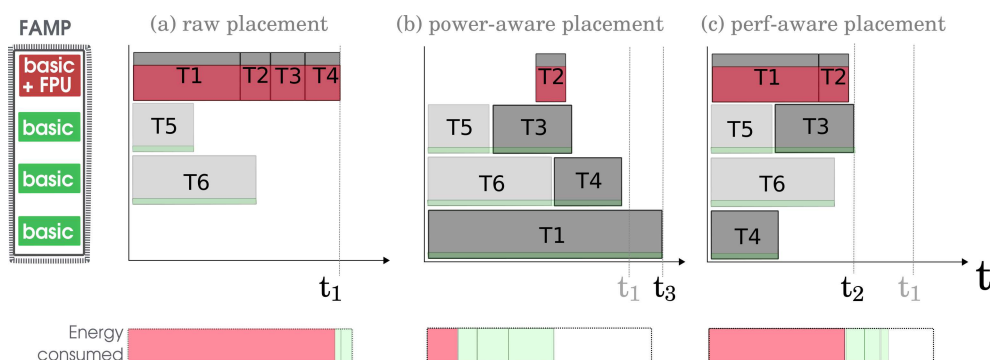 FAMP
(a) raw placement
(b) power-aware placement
(c) perf-aware placement
basic
+ FPU
basic
basic
basic
T1 T2 T3 T4
T5
T6
t1
T2
T5 T3
T6 T4
T1
t1 t3
T1 T2
T5 T3
T6
T4
t2 t1
t
Energy
consumed